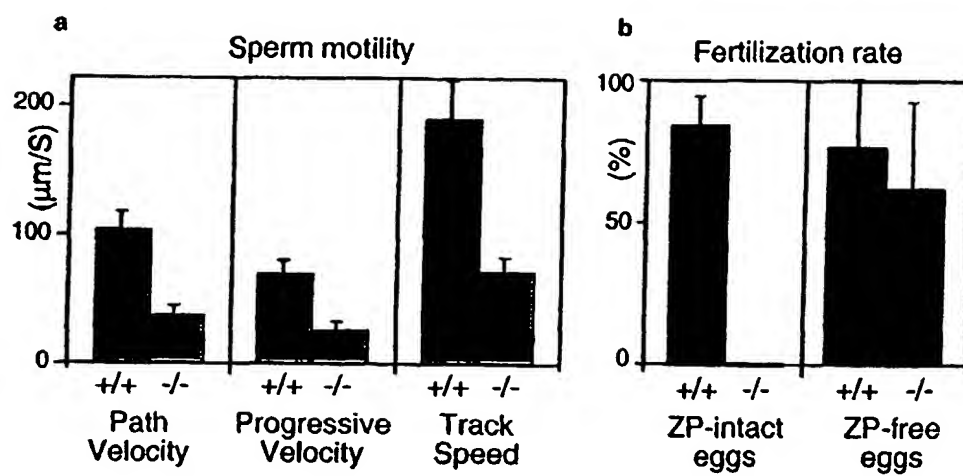 a
Sperm motility
200
(μm/S)
100
0
+/+ -/-
Path
Velocity
+/+ -/-
Progressive
Velocity
+/+ -/-
Track
Speed
b
Fertilization rate
100
(%)
50
0
+/+ -/-
ZP-intact
eggs
+/+ -/-
ZP-free
eggs